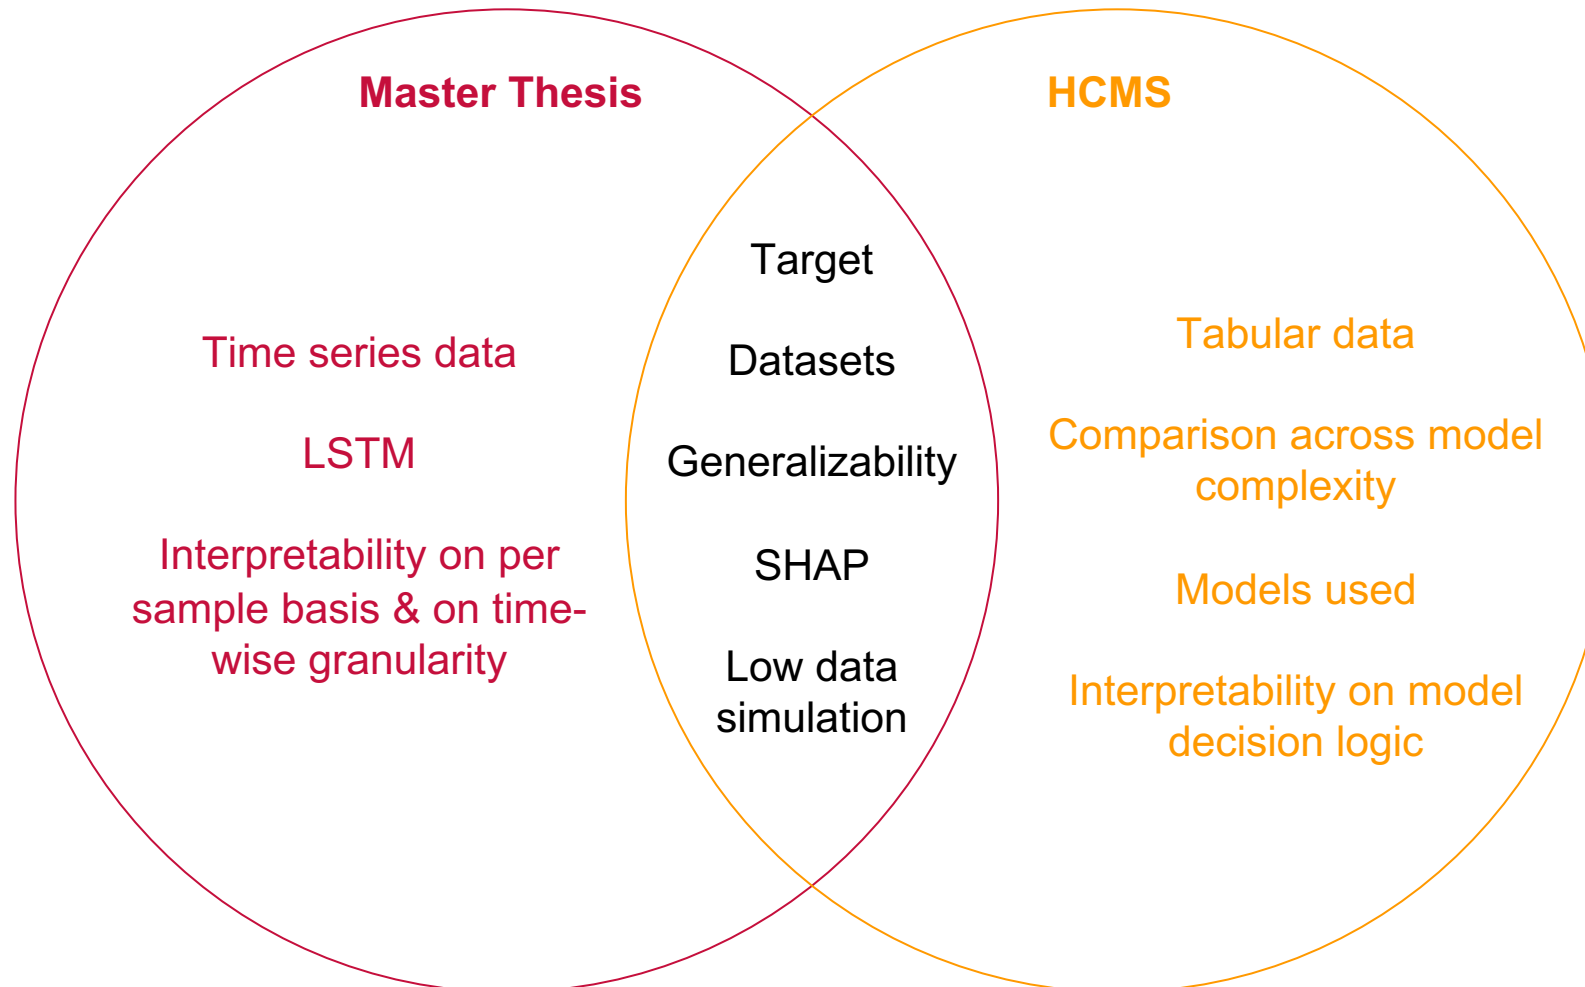 Master Thesis
HCMS
Time series data
LSTM
Interpretability on per
sample basis & on time-
wise granularity
Target
Datasets
Generalizability
SHAP
Low data
simulation
Tabular data
Comparison across model
complexity
Models used
Interpretability on model
decision logic